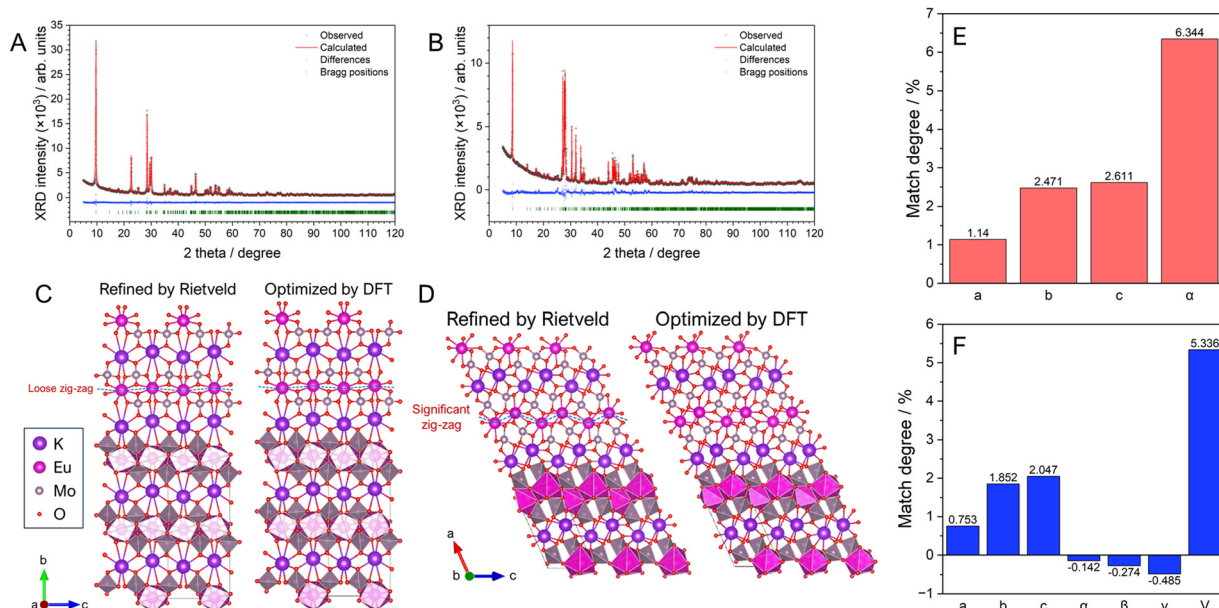 A
XRD intensity (×10³) / arb. units
35
30
25
20
15
10
5
0
Observed
Calculated
Differences
Bragg positions
0 10 20 30 40 50 60 70 80 90 100 110 120
2 theta / degree
B
XRD intensity (×10³) / arb. units
10
5
0
Observed
Calculated
Differences
Bragg positions
0 10 20 30 40 50 60 70 80 90 100 110 120
2 theta / degree
E
Match degree / %
7
6
5
4
3
2
1
0
1.14
2.471
2.611
6.344
a b c α
C
Refined by Rietveld
Optimized by DFT
Loose zig-zag
K
Eu
Mo
O
b
a
c
D
Refined by Rietveld
Optimized by DFT
Significant
zig-zag
a
b
c
F
Match degree / %
6
5
4
3
2
1
0
−1
0.753
1.852
2.047
-0.142
-0.274
-0.485
5.336
a b c α β γ V